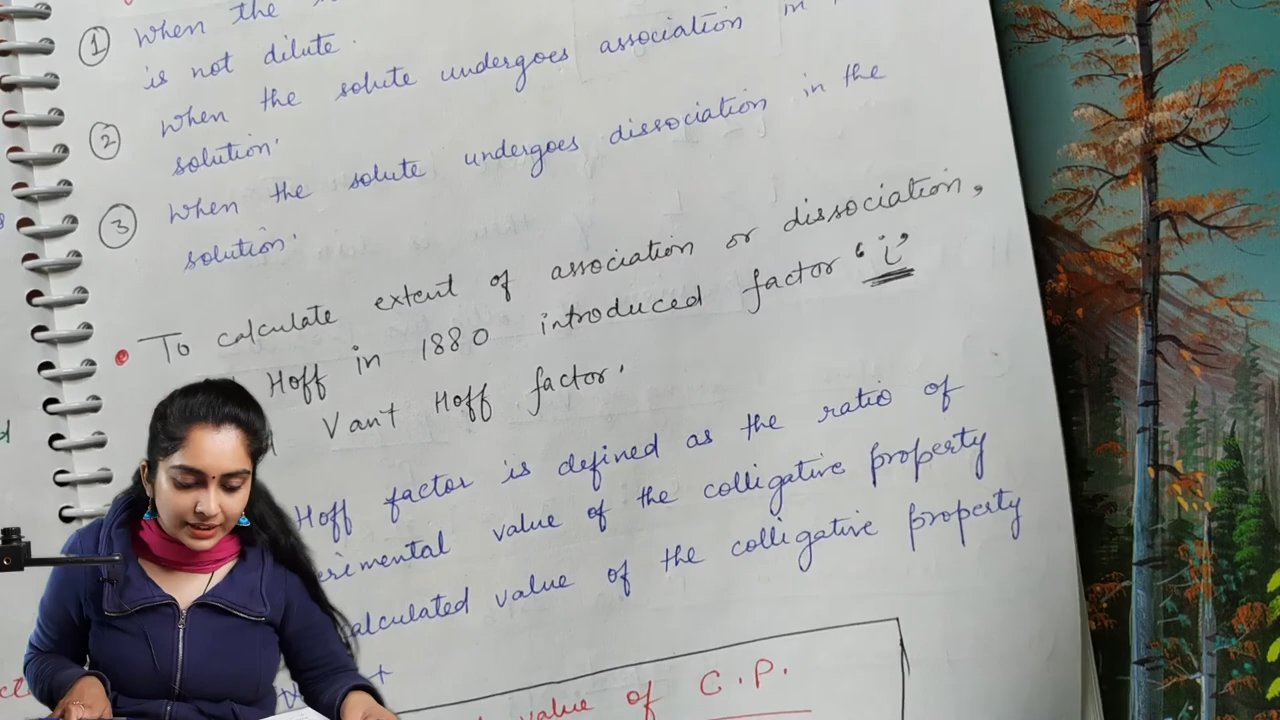 ① When the
is not dilute.
② When the solute undergoes association in
solution.
③ When the solute undergoes dissociation in the
solution.
• To calculate extent of association or dissociation,
Hoff in 1880 introduced factor 'i'
Van't Hoff factor.
Hoff factor is defined as the ratio of
erimental value of the colligative property
alculated value of the colligative property
value of C.P.